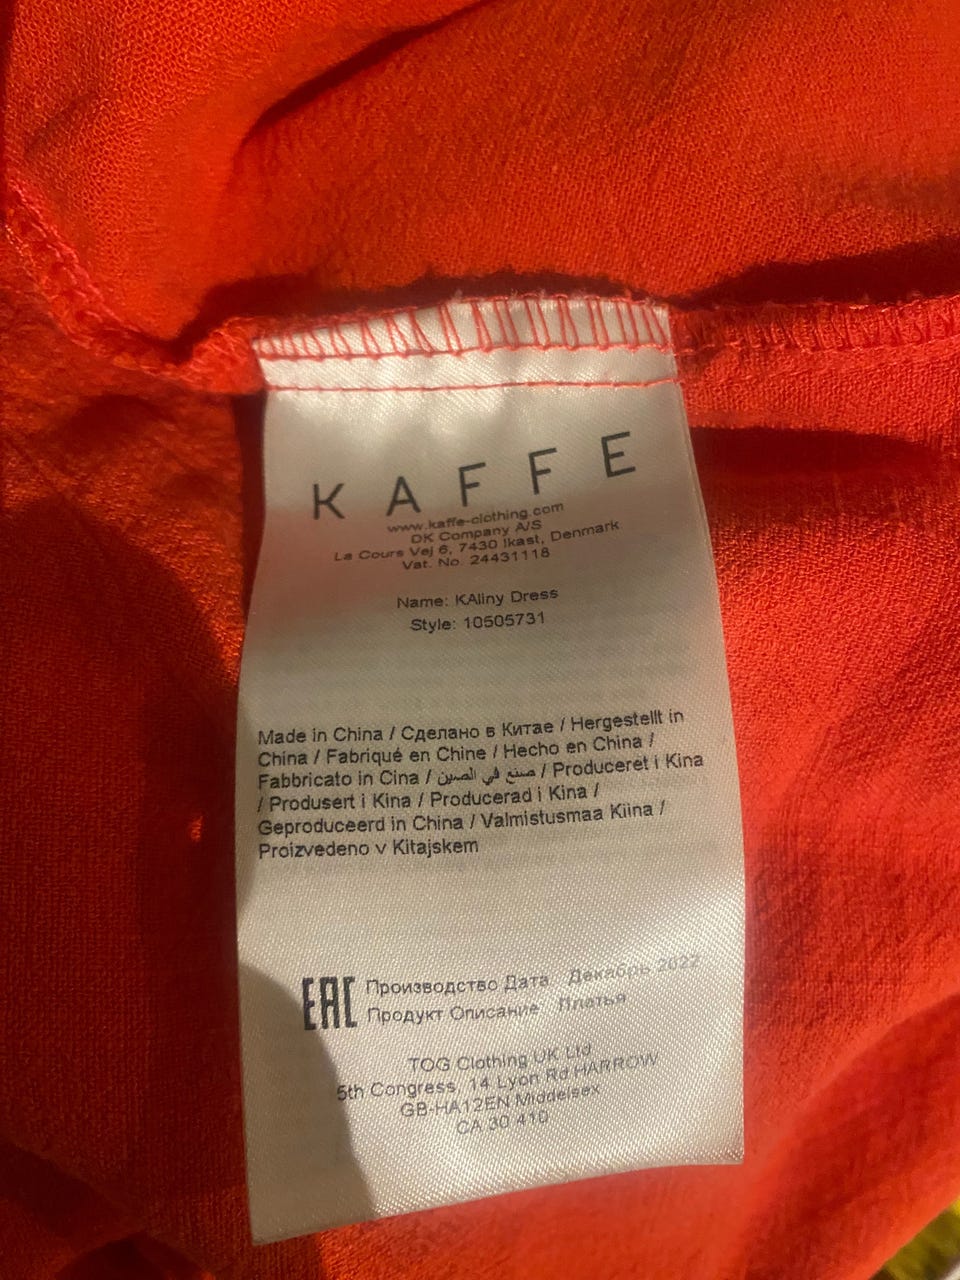 KAFFE
www.kaffe-clothing.com
DK Company A/S
La Cours Vej 6, 7430 Ikast, Denmark
Vat. No. 24431118
Name: KAliny Dress
Style: 10505731
Made in China / Сделано в Китае / Hergestellt in
China / Fabriqué en Chine / Hecho en China /
Fabbricato in Cina / صنع في الصين / Produceret i Kina
/ Produsert i Kina / Producerad i Kina /
Geproduceerd in China / Valmistusmaa Kiina /
Proizvedeno v Kitajskem
EAC Производство Дата Декабрь 2022
Продукт Описание Платья
TOG Clothing UK Ltd
5th Congress, 14 Lyon Rd HARROW
GB-HA12EN Middelsex
CA 30 410